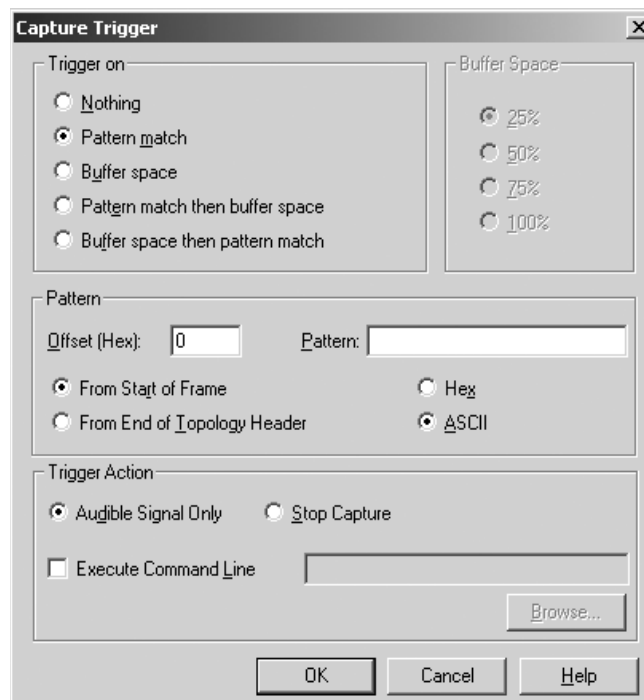 Capture Trigger
Trigger on
Nothing
Pattern match
Buffer space
Pattern match then buffer space
Buffer space then pattern match
Buffer Space
25%
50%
75%
100%
Pattern
Offset (Hex): 0
Pattern:
From Start of Frame
Hex
From End of Topology Header
ASCII
Trigger Action
Audible Signal Only
Stop Capture
Execute Command Line
Browse...
OK
Cancel
Help